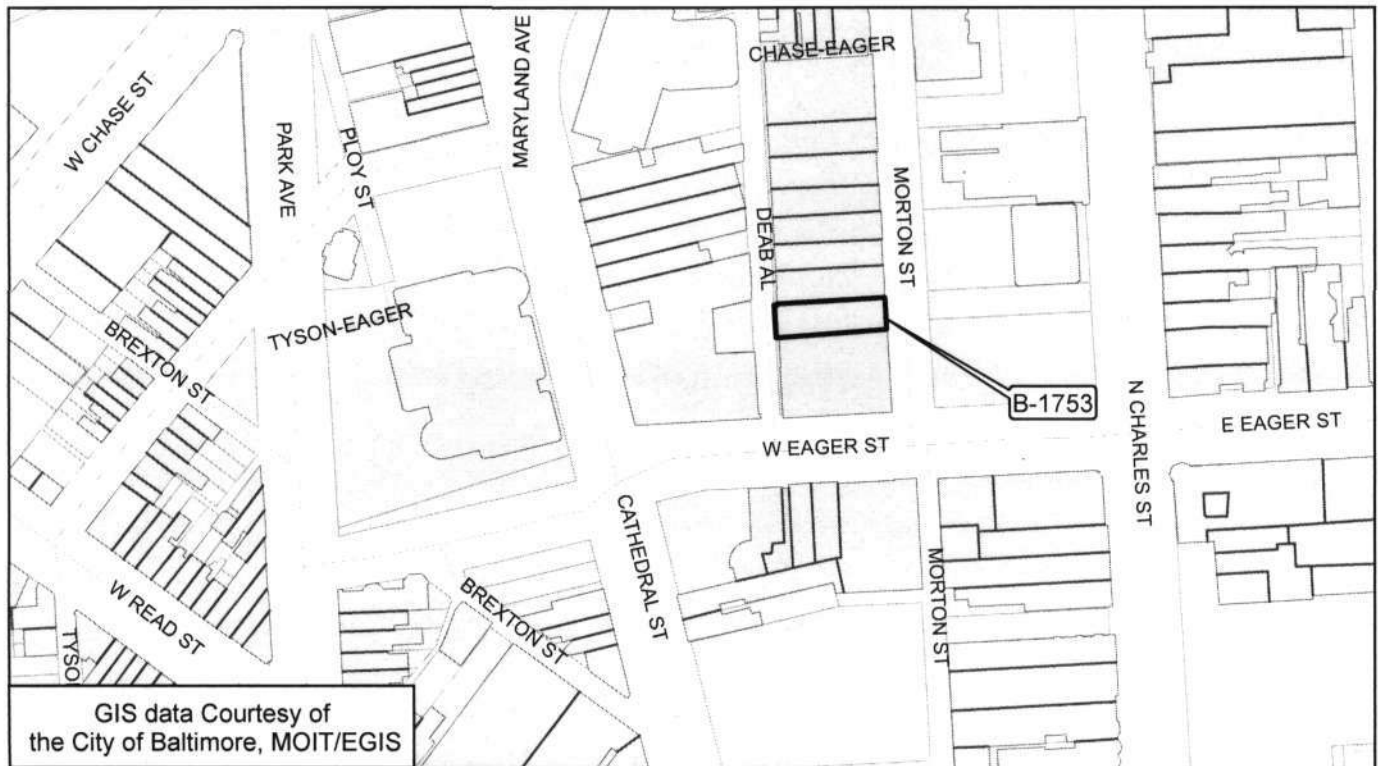 CHASE-EAGER
W CHASE ST
PARK AVE
PLOY ST
MARYLAND AVE
DEAB AL
MORTON ST
TYSON-EAGER
BREXTON ST
B-1753
N CHARLES ST
E EAGER ST
W EAGER ST
CATHEDRAL ST
MORTON ST
BREXTON ST
W READ ST
TYSO
GIS data Courtesy of
the City of Baltimore, MOIT/EGIS